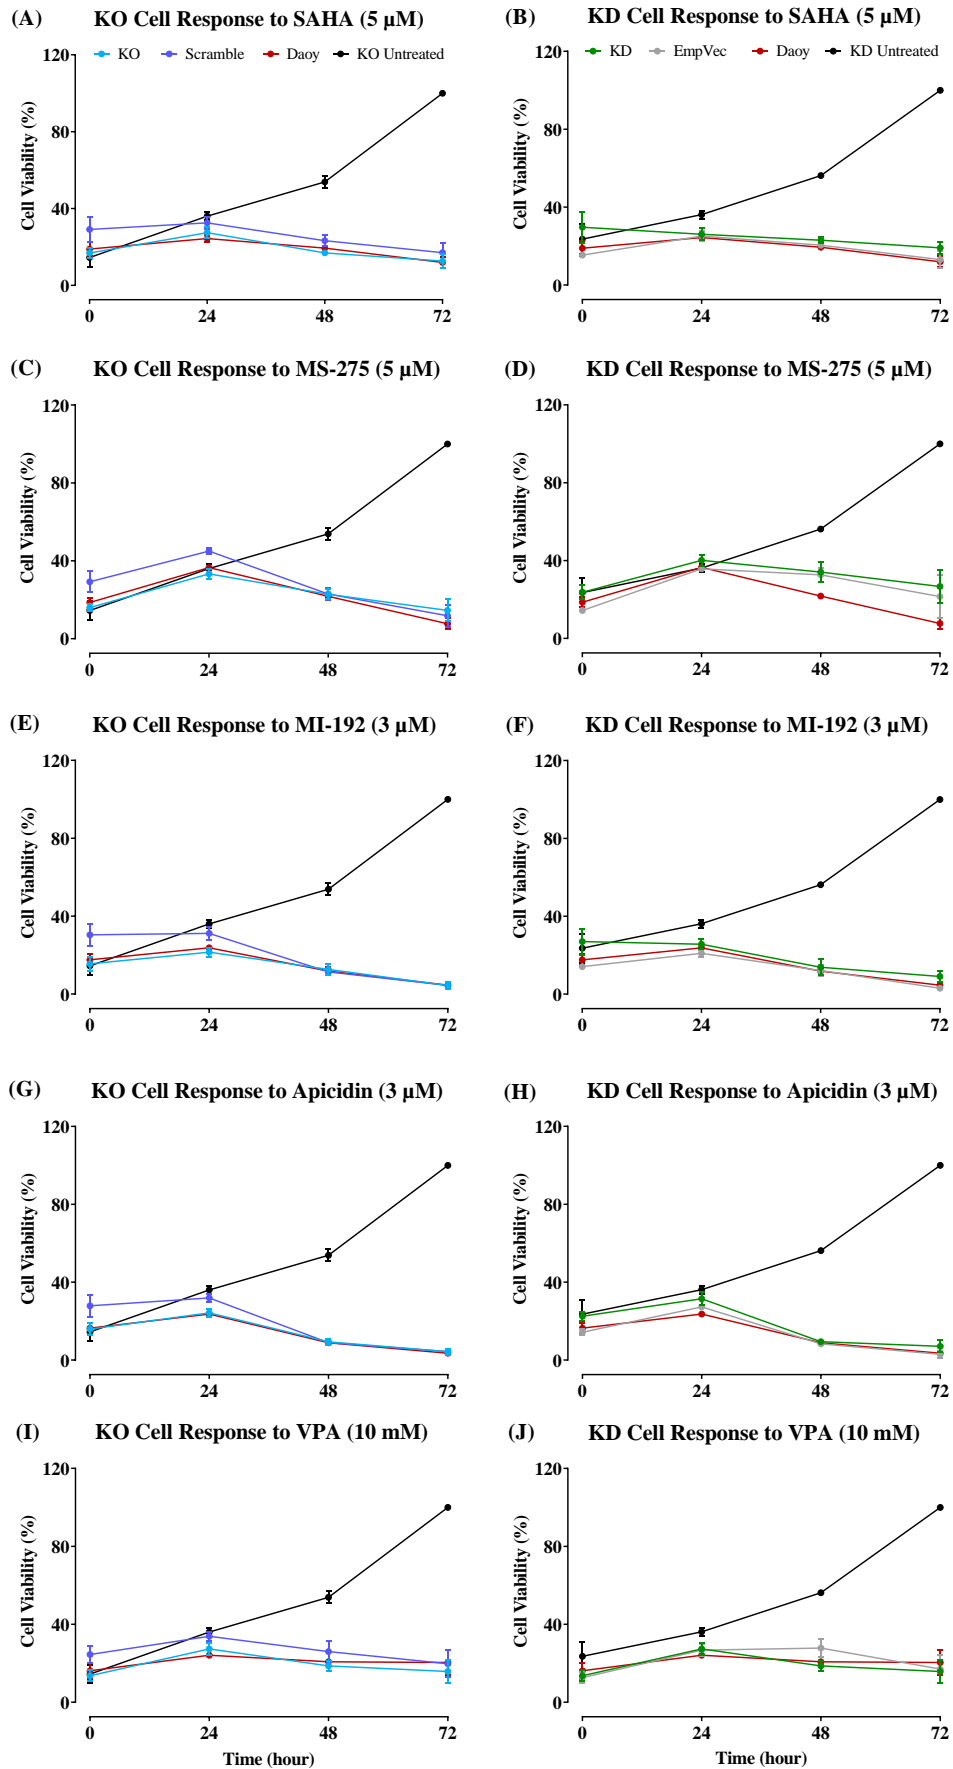 (A) KO Cell Response to SAHA (5 µM)
KO Scramble Daoy KO Untreated
Cell Viability (%)
120
80
40
0
0 24 48 72
(B) KD Cell Response to SAHA (5 µM)
KD EmpVec Daoy KD Untreated
Cell Viability (%)
120
80
40
0
0 24 48 72
(C) KO Cell Response to MS-275 (5 µM)
Cell Viability (%)
120
80
40
0
0 24 48 72
(D) KD Cell Response to MS-275 (5 µM)
Cell Viability (%)
120
80
40
0
0 24 48 72
(E) KO Cell Response to MI-192 (3 µM)
Cell Viability (%)
120
80
40
0
0 24 48 72
(F) KD Cell Response to MI-192 (3 µM)
Cell Viability (%)
120
80
40
0
0 24 48 72
(G) KO Cell Response to Apicidin (3 µM)
Cell Viability (%)
120
80
40
0
0 24 48 72
(H) KD Cell Response to Apicidin (3 µM)
Cell Viability (%)
120
80
40
0
0 24 48 72
(I) KO Cell Response to VPA (10 mM)
Cell Viability (%)
120
80
40
0
0 24 48 72
Time (hour)
(J) KD Cell Response to VPA (10 mM)
Cell Viability (%)
120
80
40
0
0 24 48 72
Time (hour)